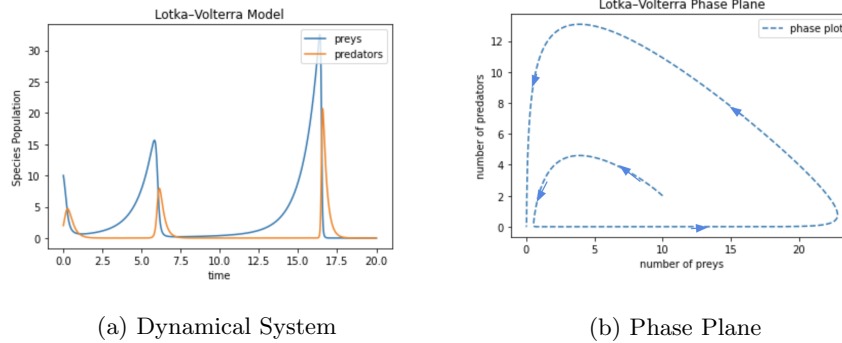 Lotka–Volterra Model
preys
predators
30
25
20
15
10
5
0
Species Population
0.0 2.5 5.0 7.5 10.0 12.5 15.0 17.5 20.0
time
(a) Dynamical System
Lotka–Volterra Phase Plane
phase plot
12
10
8
6
4
2
0
number of predators
0 5 10 15 20
number of preys
(b) Phase Plane